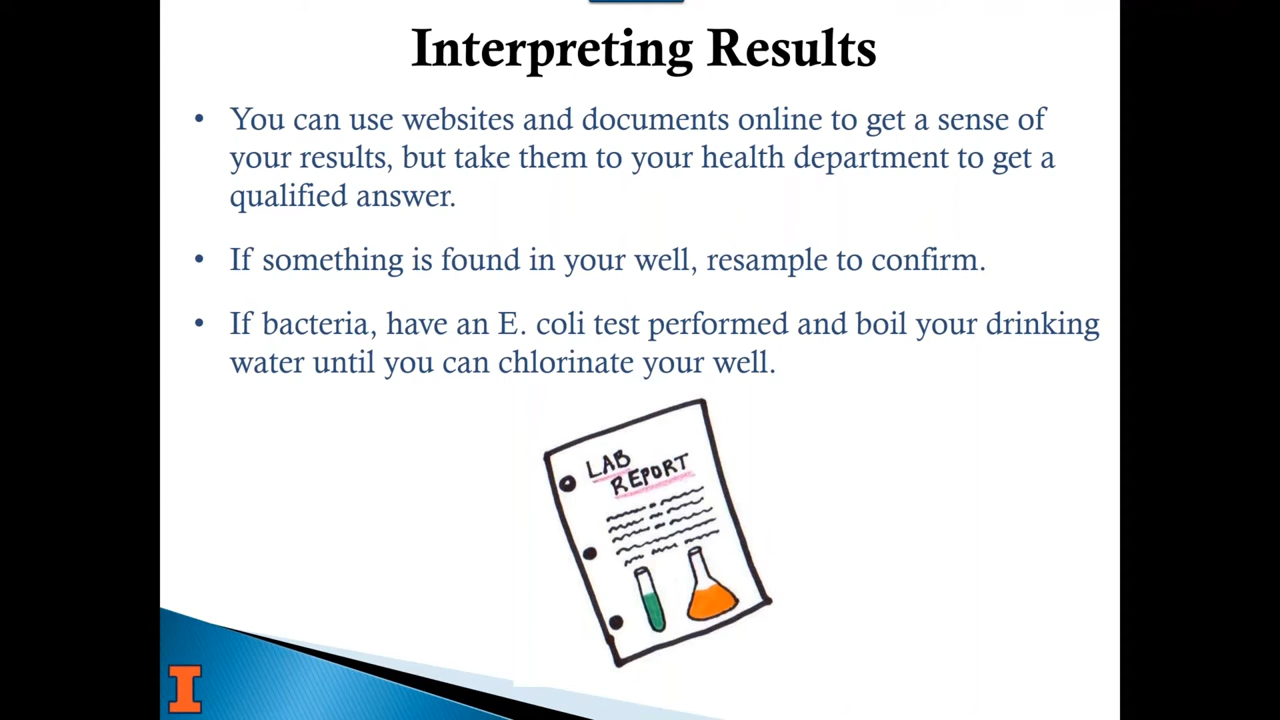 Interpreting Results
• You can use websites and documents online to get a sense of
your results, but take them to your health department to get a
qualified answer.
• If something is found in your well, resample to confirm.
• If bacteria, have an E. coli test performed and boil your drinking
water until you can chlorinate your well.
LAB
REPORT
I